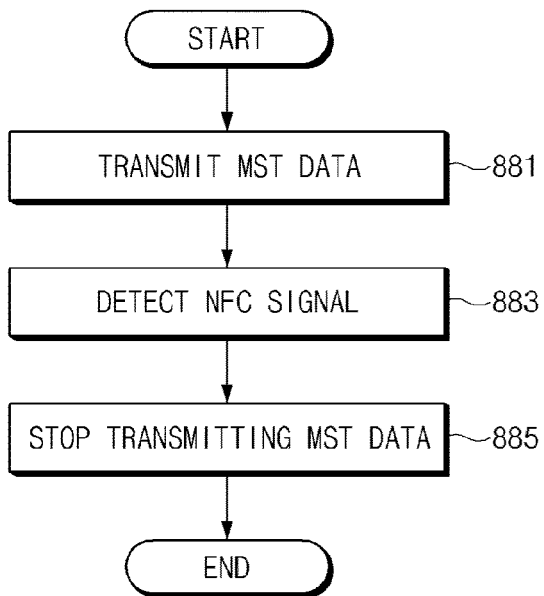 START
TRANSMIT MST DATA
881
DETECT NFC SIGNAL
883
STOP TRANSMITTING MST DATA
885
END